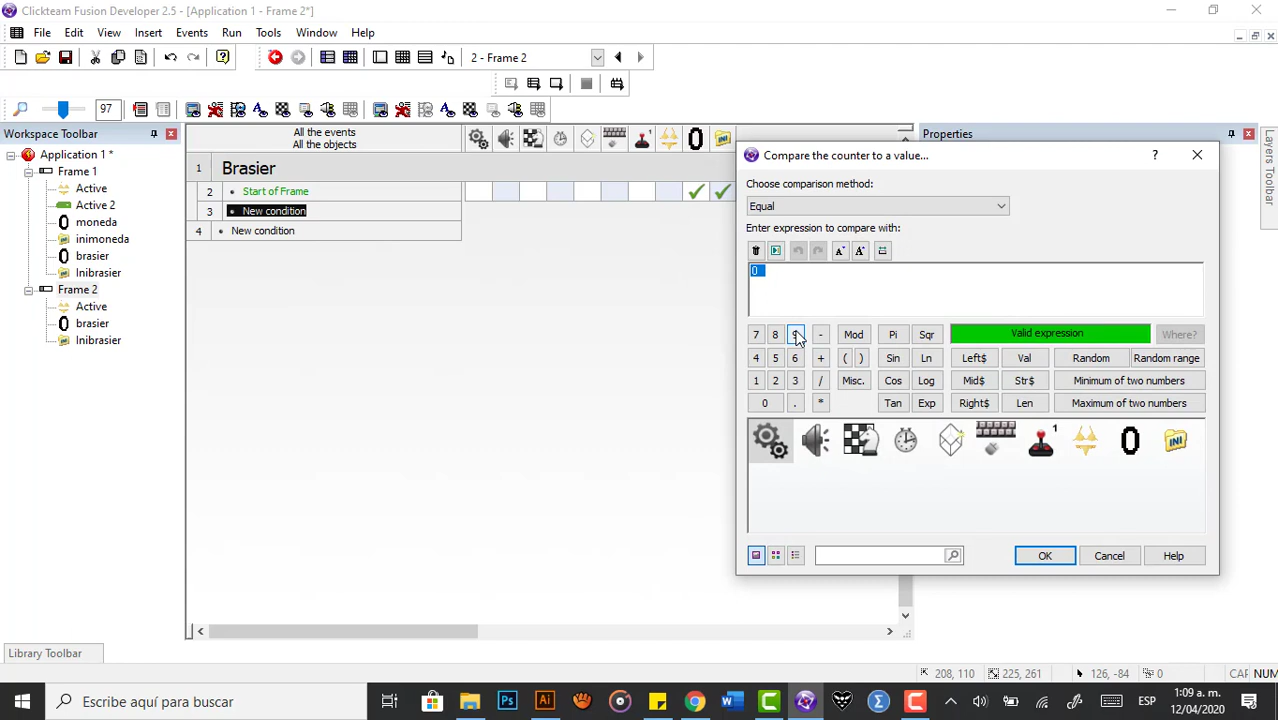 Clickteam Fusion Developer 2.5 - [Application 1 - Frame 2*]
File Edit View Insert Events Run Tools Window Help
2 - Frame 2
97
Workspace Toolbar
Application 1 *
Frame 1
Active
Active 2
moneda
inimoneda
brasier
Inibrasier
Frame 2
Active
brasier
Inibrasier
Library Toolbar
All the events
All the objects
1 Brasier
2 Start of Frame
3 New condition
4 New condition
Properties
Layers Toolbar
Compare the counter to a value...
?
Choose comparison method:
Equal
Enter expression to compare with:
0
7 8 9 - Mod Pi Sqr Valid expression Where?
4 5 6 + ( ) Sin Ln Left$ Val Random Random range
1 2 3 / Misc. Cos Log Mid$ Str$ Minimum of two numbers
0 . * Tan Exp Right$ Len Maximum of two numbers
1
0
INI
OK Cancel Help
208, 110 225, 261 126, -84 0 CAP NUM
Escribe aquí para buscar
ESP
1:09 a. m.
12/04/2020